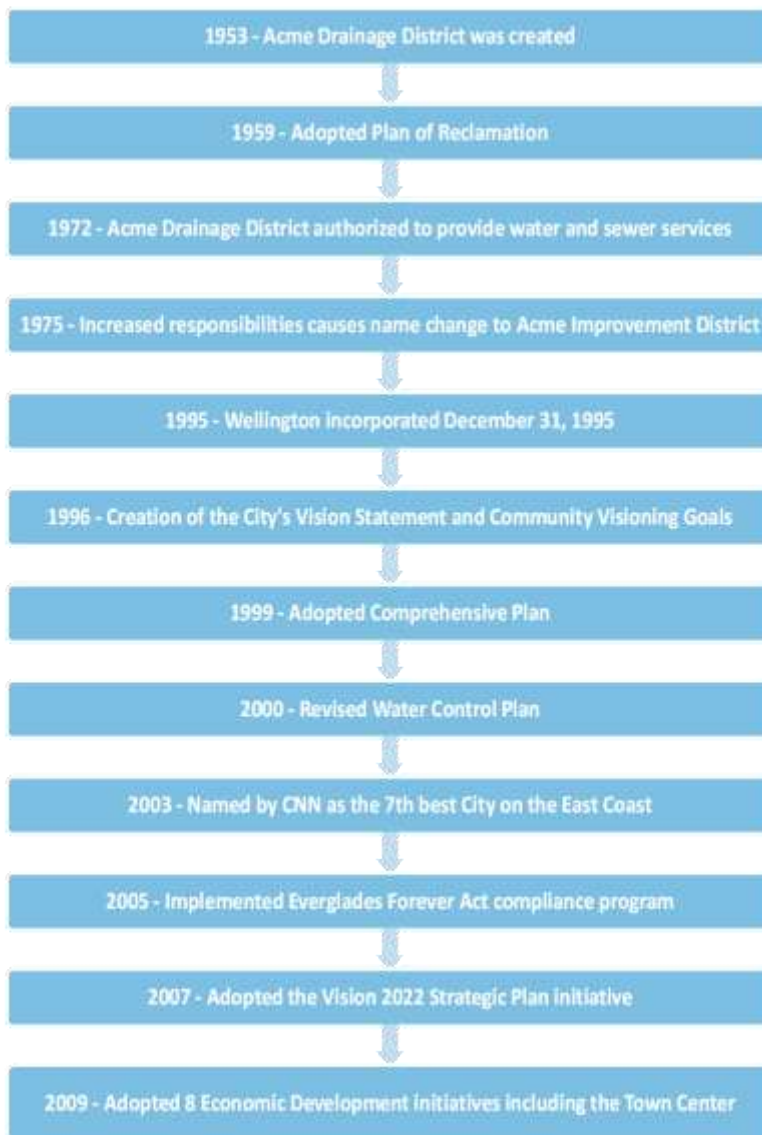 1953 - Acme Drainage District was created
1959 - Adopted Plan of Reclamation
1972 - Acme Drainage District authorized to provide water and sewer services
1975 - Increased responsibilities causes name change to Acme Improvement District
1995 - Wellington incorporated December 31, 1995
1996 - Creation of the City's Vision Statement and Community Visioning Goals
1999 - Adopted Comprehensive Plan
2000 - Revised Water Control Plan
2003 - Named by CNN as the 7th best City on the East Coast
2005 - Implemented Everglades Forever Act compliance program
2007 - Adopted the Vision 2022 Strategic Plan initiative
2009 - Adopted 8 Economic Development initiatives including the Town Center